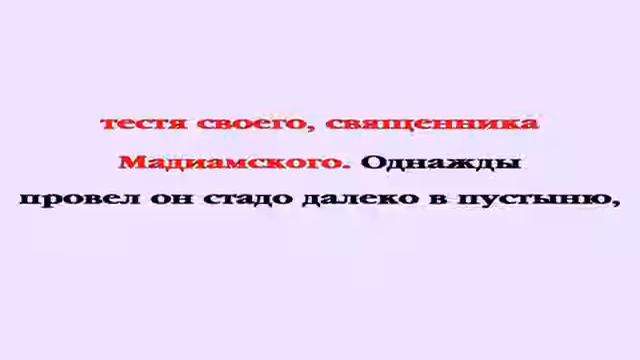 тестя своего, священника
Мадиамского. Однажды
провел он стадо далеко в пустыню,